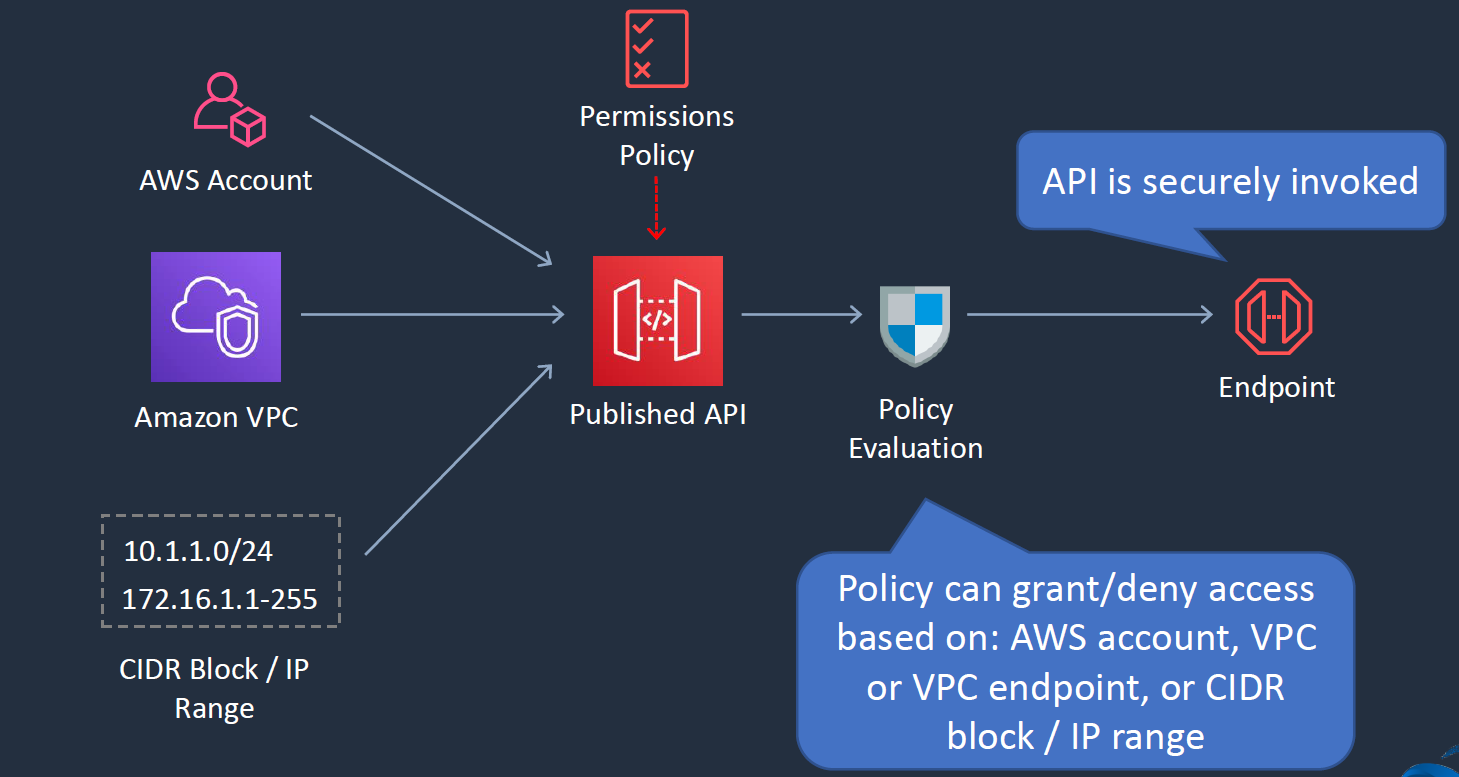 Permissions
Policy
AWS Account
API is securely invoked
</>
Amazon VPC
Published API
Policy
Evaluation
Endpoint
10.1.1.0/24
172.16.1.1-255
CIDR Block / IP
Range
Policy can grant/deny access
based on: AWS account, VPC
or VPC endpoint, or CIDR
block / IP range